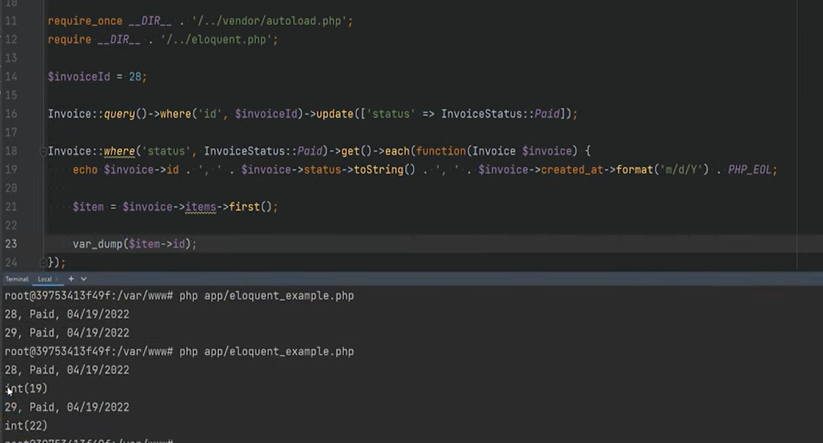 10
11 require_once __DIR__ . '/../vendor/autoload.php';
12 require __DIR__ . '/../eloquent.php';
13
14 $invoiceId = 28;
15
16 Invoice::query()->where('id', $invoiceId)->update(['status' => InvoiceStatus::Paid]);
17
18 Invoice::where('status', InvoiceStatus::Paid)->get()->each(function(Invoice $invoice) {
19 echo $invoice->id . ', ' . $invoice->status->toString() . ', ' . $invoice->created_at->format('m/d/Y') . PHP_EOL;
20
21 $item = $invoice->items->first();
22
23 var_dump($item->id);
24 });
Terminal: Local × + ∨
root@39753413f49f:/var/www# php app/eloquent_example.php
28, Paid, 04/19/2022
29, Paid, 04/19/2022
root@39753413f49f:/var/www# php app/eloquent_example.php
28, Paid, 04/19/2022
int(19)
29, Paid, 04/19/2022
int(22)
root@39753413f49f:/var/www#